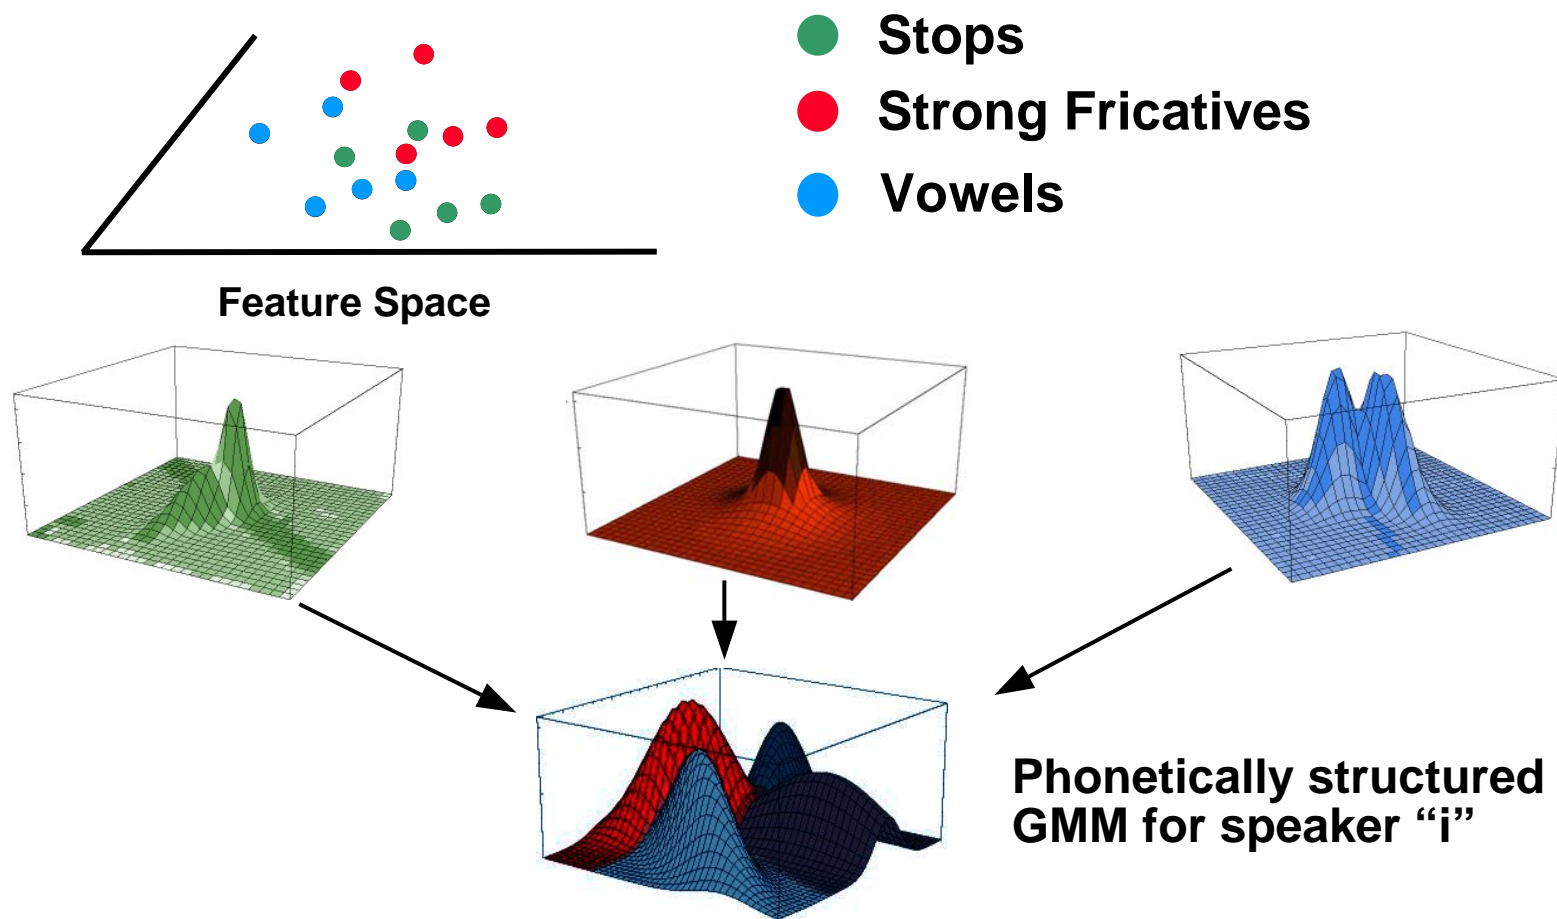 Stops
Strong Fricatives
Vowels
Feature Space
Phonetically structured
GMM for speaker “i”